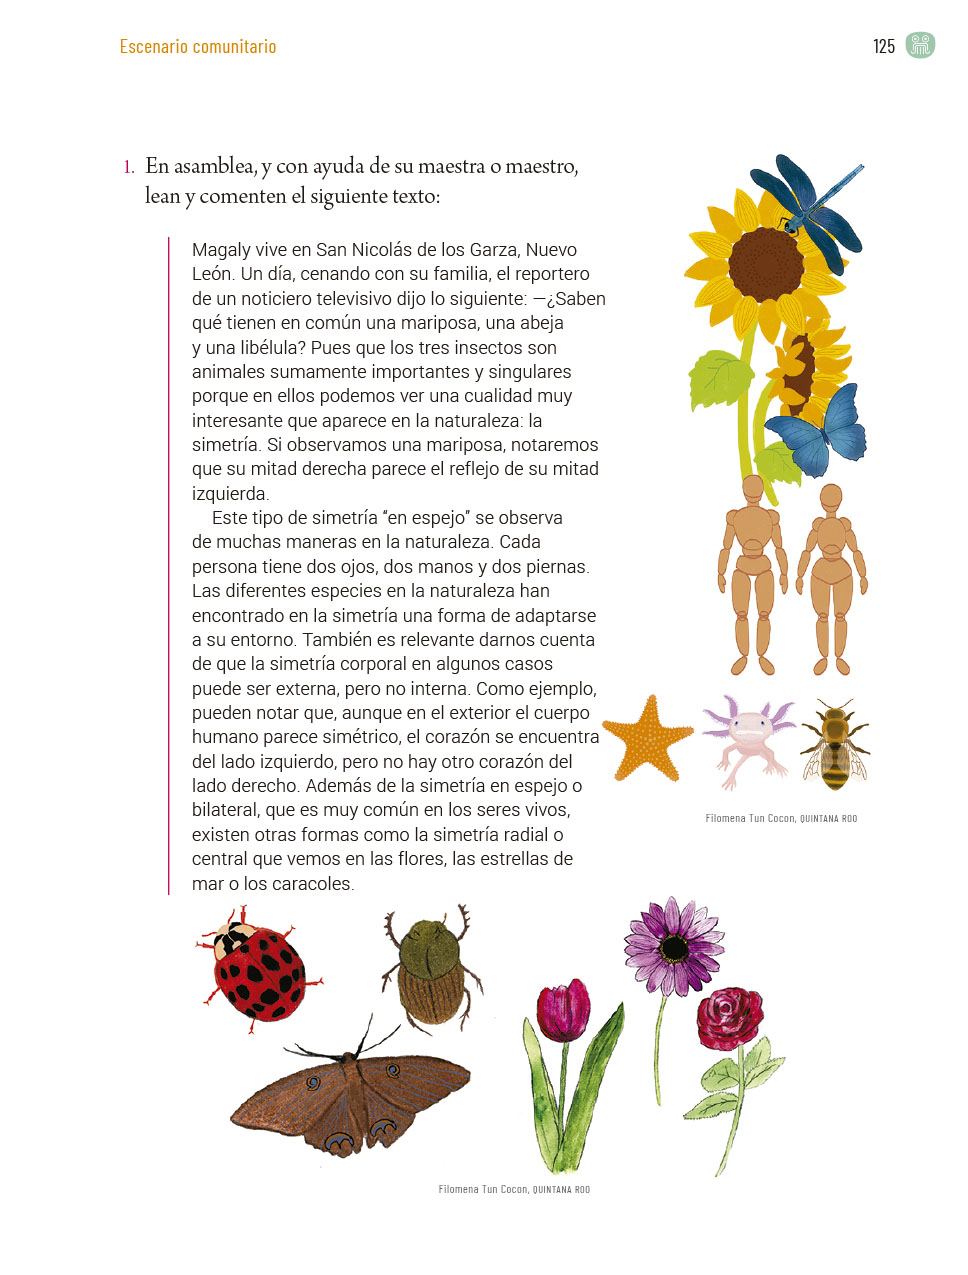 Escenario comunitario
125
1. En asamblea, y con ayuda de su maestra o maestro,
lean y comenten el siguiente texto:
Magaly vive en San Nicolás de los Garza, Nuevo
León. Un día, cenando con su familia, el reportero
de un noticiero televisivo dijo lo siguiente: —¿Saben
qué tienen en común una mariposa, una abeja
y una libélula? Pues que los tres insectos son
animales sumamente importantes y singulares
porque en ellos podemos ver una cualidad muy
interesante que aparece en la naturaleza: la
simetría. Si observamos una mariposa, notaremos
que su mitad derecha parece el reflejo de su mitad
izquierda.
Este tipo de simetría “en espejo” se observa
de muchas maneras en la naturaleza. Cada
persona tiene dos ojos, dos manos y dos piernas.
Las diferentes especies en la naturaleza han
encontrado en la simetría una forma de adaptarse
a su entorno. También es relevante darnos cuenta
de que la simetría corporal en algunos casos
puede ser externa, pero no interna. Como ejemplo,
pueden notar que, aunque en el exterior el cuerpo
humano parece simétrico, el corazón se encuentra
del lado izquierdo, pero no hay otro corazón del
lado derecho. Además de la simetría en espejo o
bilateral, que es muy común en los seres vivos,
existen otras formas como la simetría radial o
central que vemos en las flores, las estrellas de
mar o los caracoles.
Filomena Tun Cocon, QUINTANA ROO
Filomena Tun Cocon, QUINTANA ROO